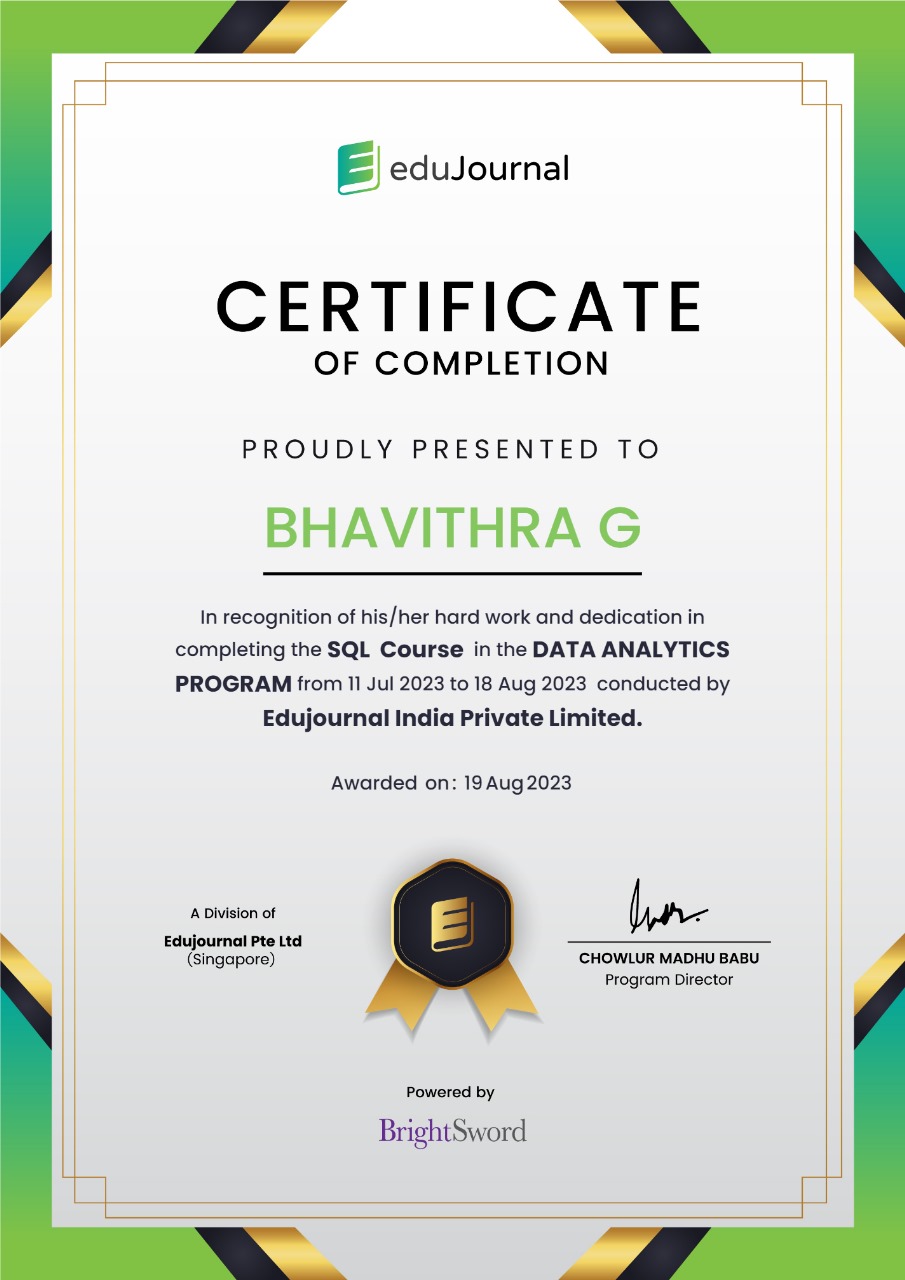 eduJournal
CERTIFICATE
OF COMPLETION
PROUDLY PRESENTED TO
BHAVITHRA G
In recognition of his/her hard work and dedication in
completing the SQL Course in the DATA ANALYTICS
PROGRAM from 11 Jul 2023 to 18 Aug 2023 conducted by
Edujournal India Private Limited.
Awarded on: 19 Aug 2023
A Division of
Edujournal Pte Ltd
(Singapore)
CHOWLUR MADHU BABU
Program Director
Powered by
BrightSword